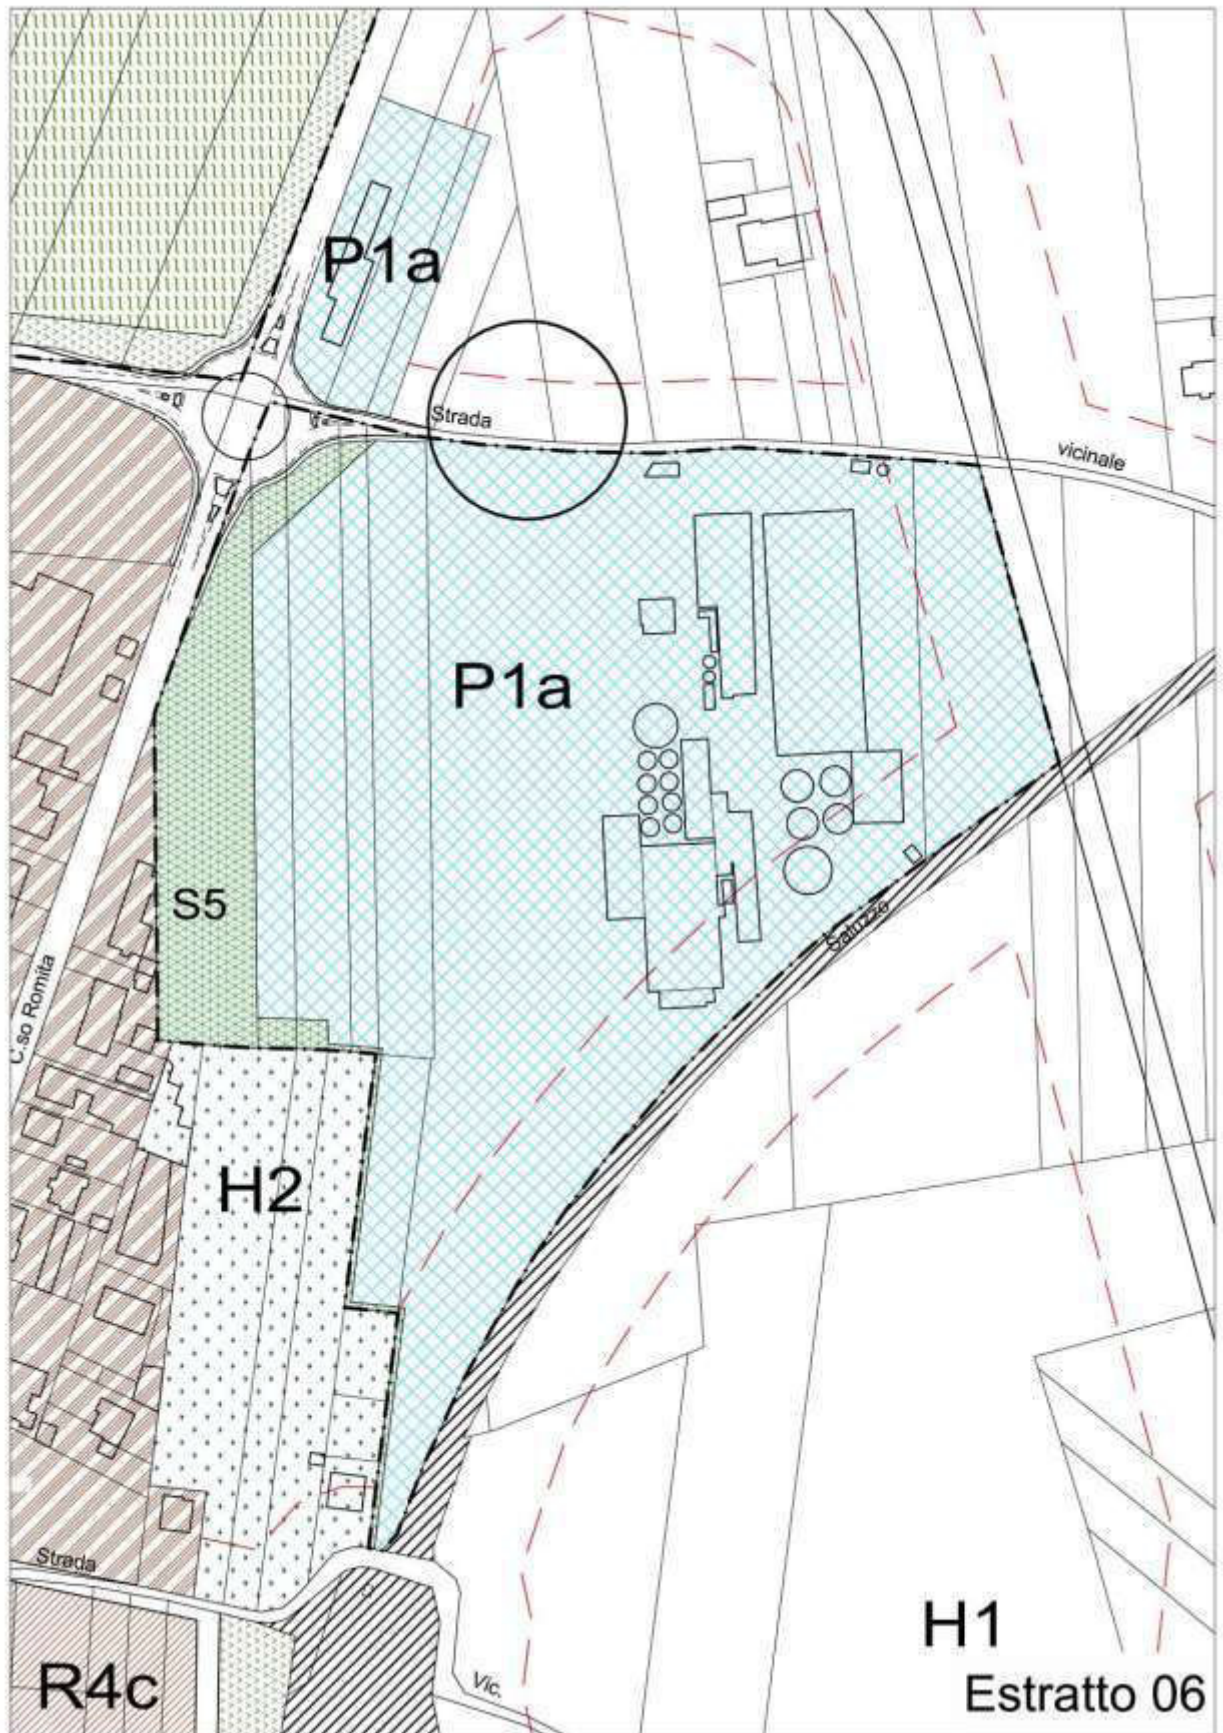 P1a
Strada
vicinale
P1a
S5
Saluzzo
C.so Romita
H2
Strada
H1
Vic.
R4c
Estratto 06